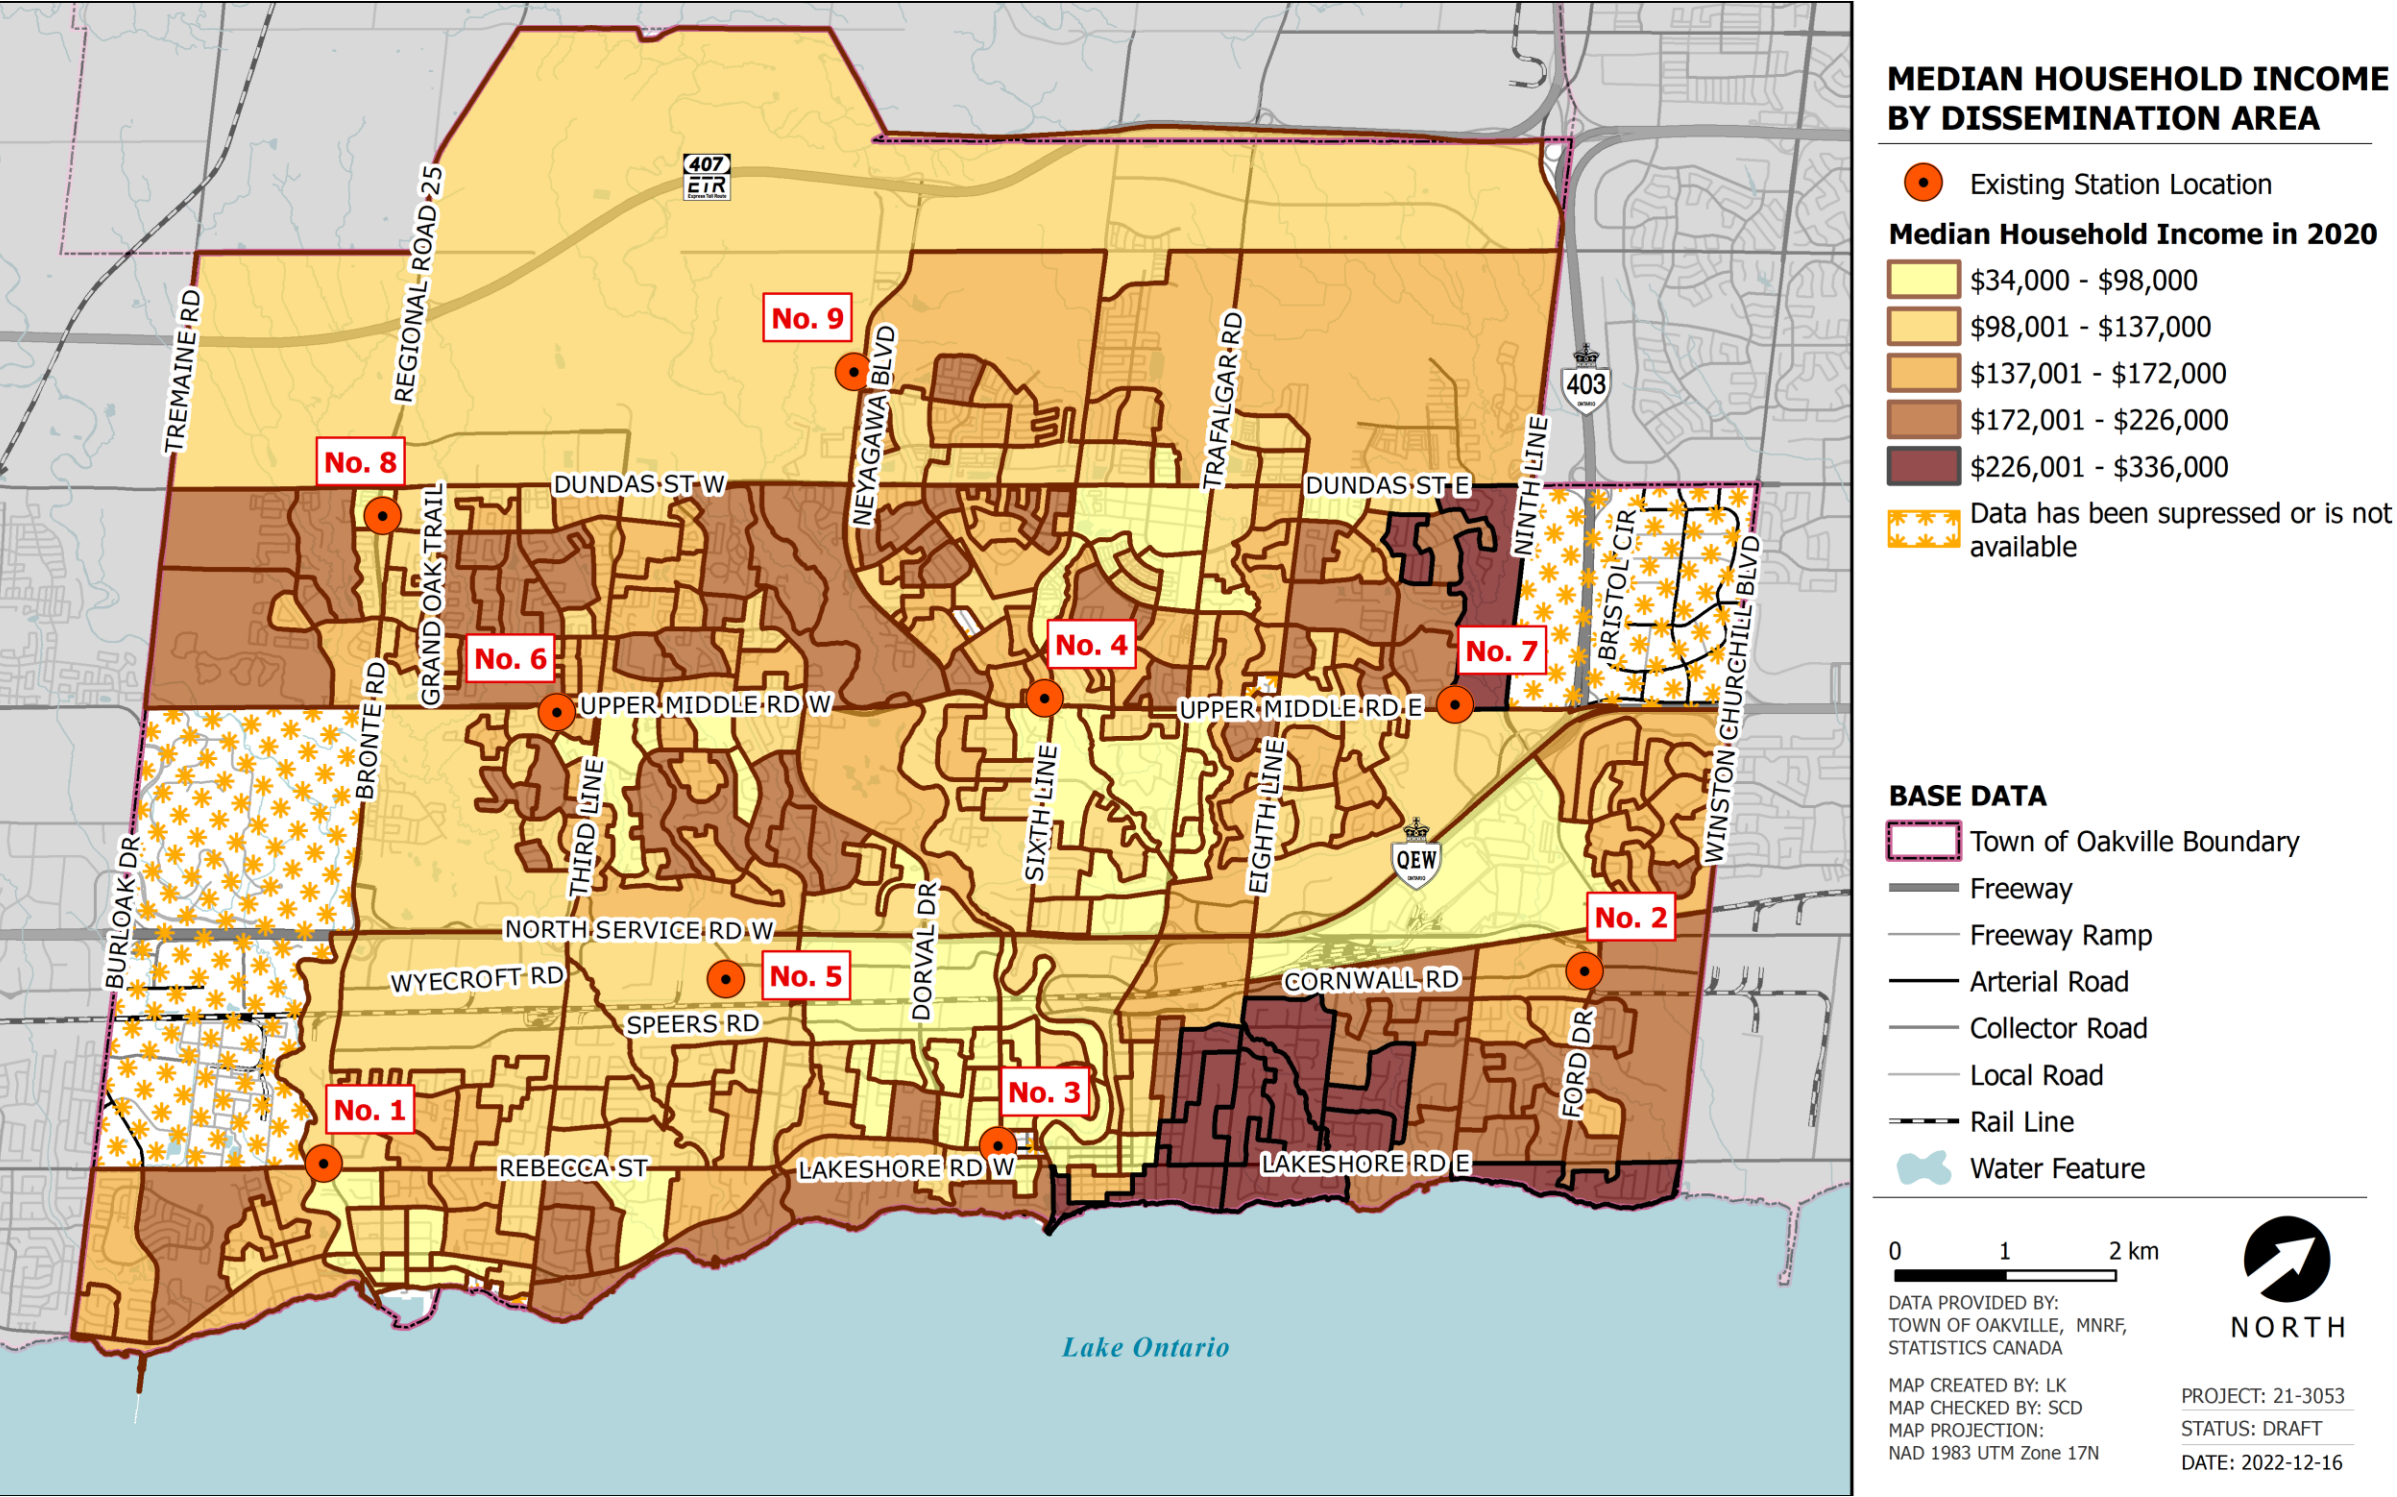 MEDIAN HOUSEHOLD INCOME
BY DISSEMINATION AREA
Existing Station Location
Median Household Income in 2020
$34,000 - $98,000
$98,001 - $137,000
$137,001 - $172,000
$172,001 - $226,000
$226,001 - $336,000
Data has been supressed or is not
available
BASE DATA
Town of Oakville Boundary
Freeway
Freeway Ramp
Arterial Road
Collector Road
Local Road
Rail Line
Water Feature
0 1 2 km
NORTH
DATA PROVIDED BY:
TOWN OF OAKVILLE, MNRF,
STATISTICS CANADA
MAP CREATED BY: LK
MAP CHECKED BY: SCD
MAP PROJECTION:
NAD 1983 UTM Zone 17N
PROJECT: 21-3053
STATUS: DRAFT
DATE: 2022-12-16
407
ETR
Express Toll Route
REGIONAL ROAD 25
TREMAINE RD
No. 9
NEYAGAWA BLVD
TRAFALGAR RD
403
ONTARIO
NINTH LINE
No. 8
DUNDAS ST W
DUNDAS ST E
GRAND OAK TRAIL
BRISTOL CIR
WINSTON CHURCHILL BLVD
No. 6
No. 4
No. 7
BRONTE RD
UPPER MIDDLE RD W
UPPER MIDDLE RD E
THIRD LINE
SIXTH LINE
EIGHTH LINE
QEW
ONTARIO
BURLOAK DR
DORVAL DR
NORTH SERVICE RD W
No. 2
WYECROFT RD
No. 5
CORNWALL RD
SPEERS RD
FORD DR
No. 1
No. 3
REBECCA ST
LAKESHORE RD W
LAKESHORE RD E
Lake Ontario